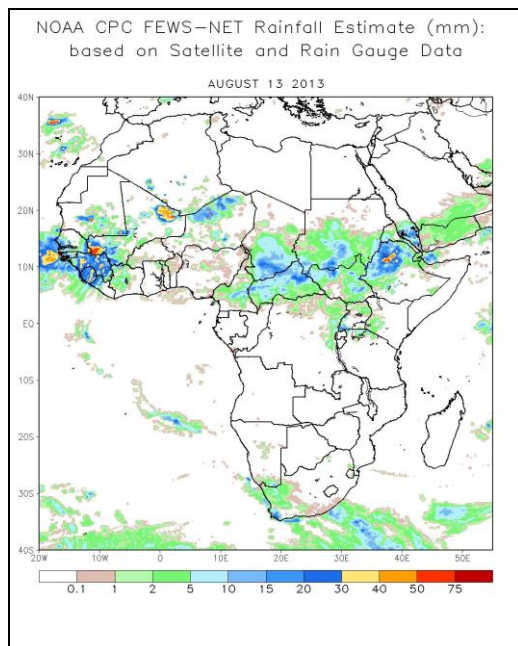 NOAA CPC FEWS-NET Rainfall Estimate (mm):
based on Satellite and Rain Gauge Data
AUGUST 13 2013
40N
30N
20N
10N
EQ
10S
20S
30S
40S
20W 10W 0 10E 20E 30E 40E 50E
0.1 1 2 5 10 15 20 30 40 50 75